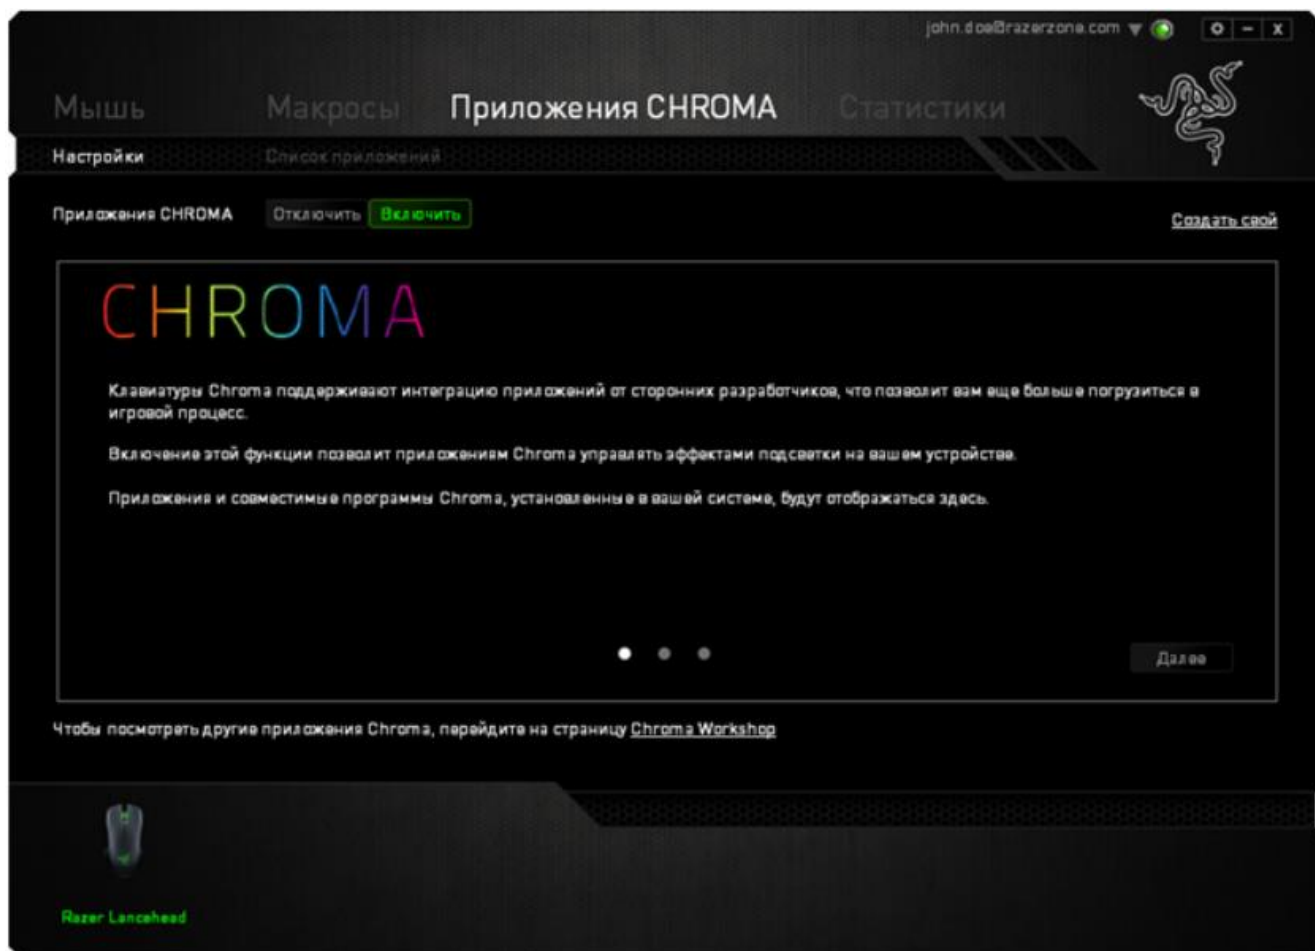 john.doe@razerzone.com
Мышь Макросы Приложения CHROMA Статистики
Настройки Список приложений
Приложения CHROMA Отключить Включить Создать свой
CHROMA
Клавиатуры Chroma поддерживают интеграцию приложений от сторонних разработчиков, что позволит вам еще больше погрузиться в
игровой процесс.
Включение этой функции позволит приложениям Chroma управлять эффектами подсветки на вашем устройстве.
Приложения и совместимые программы Chroma, установленные в вашей системе, будут отображаться здесь.
Далее
Чтобы посмотреть другие приложения Chroma, перейдите на страницу Chroma Workshop
Razer Lancehead